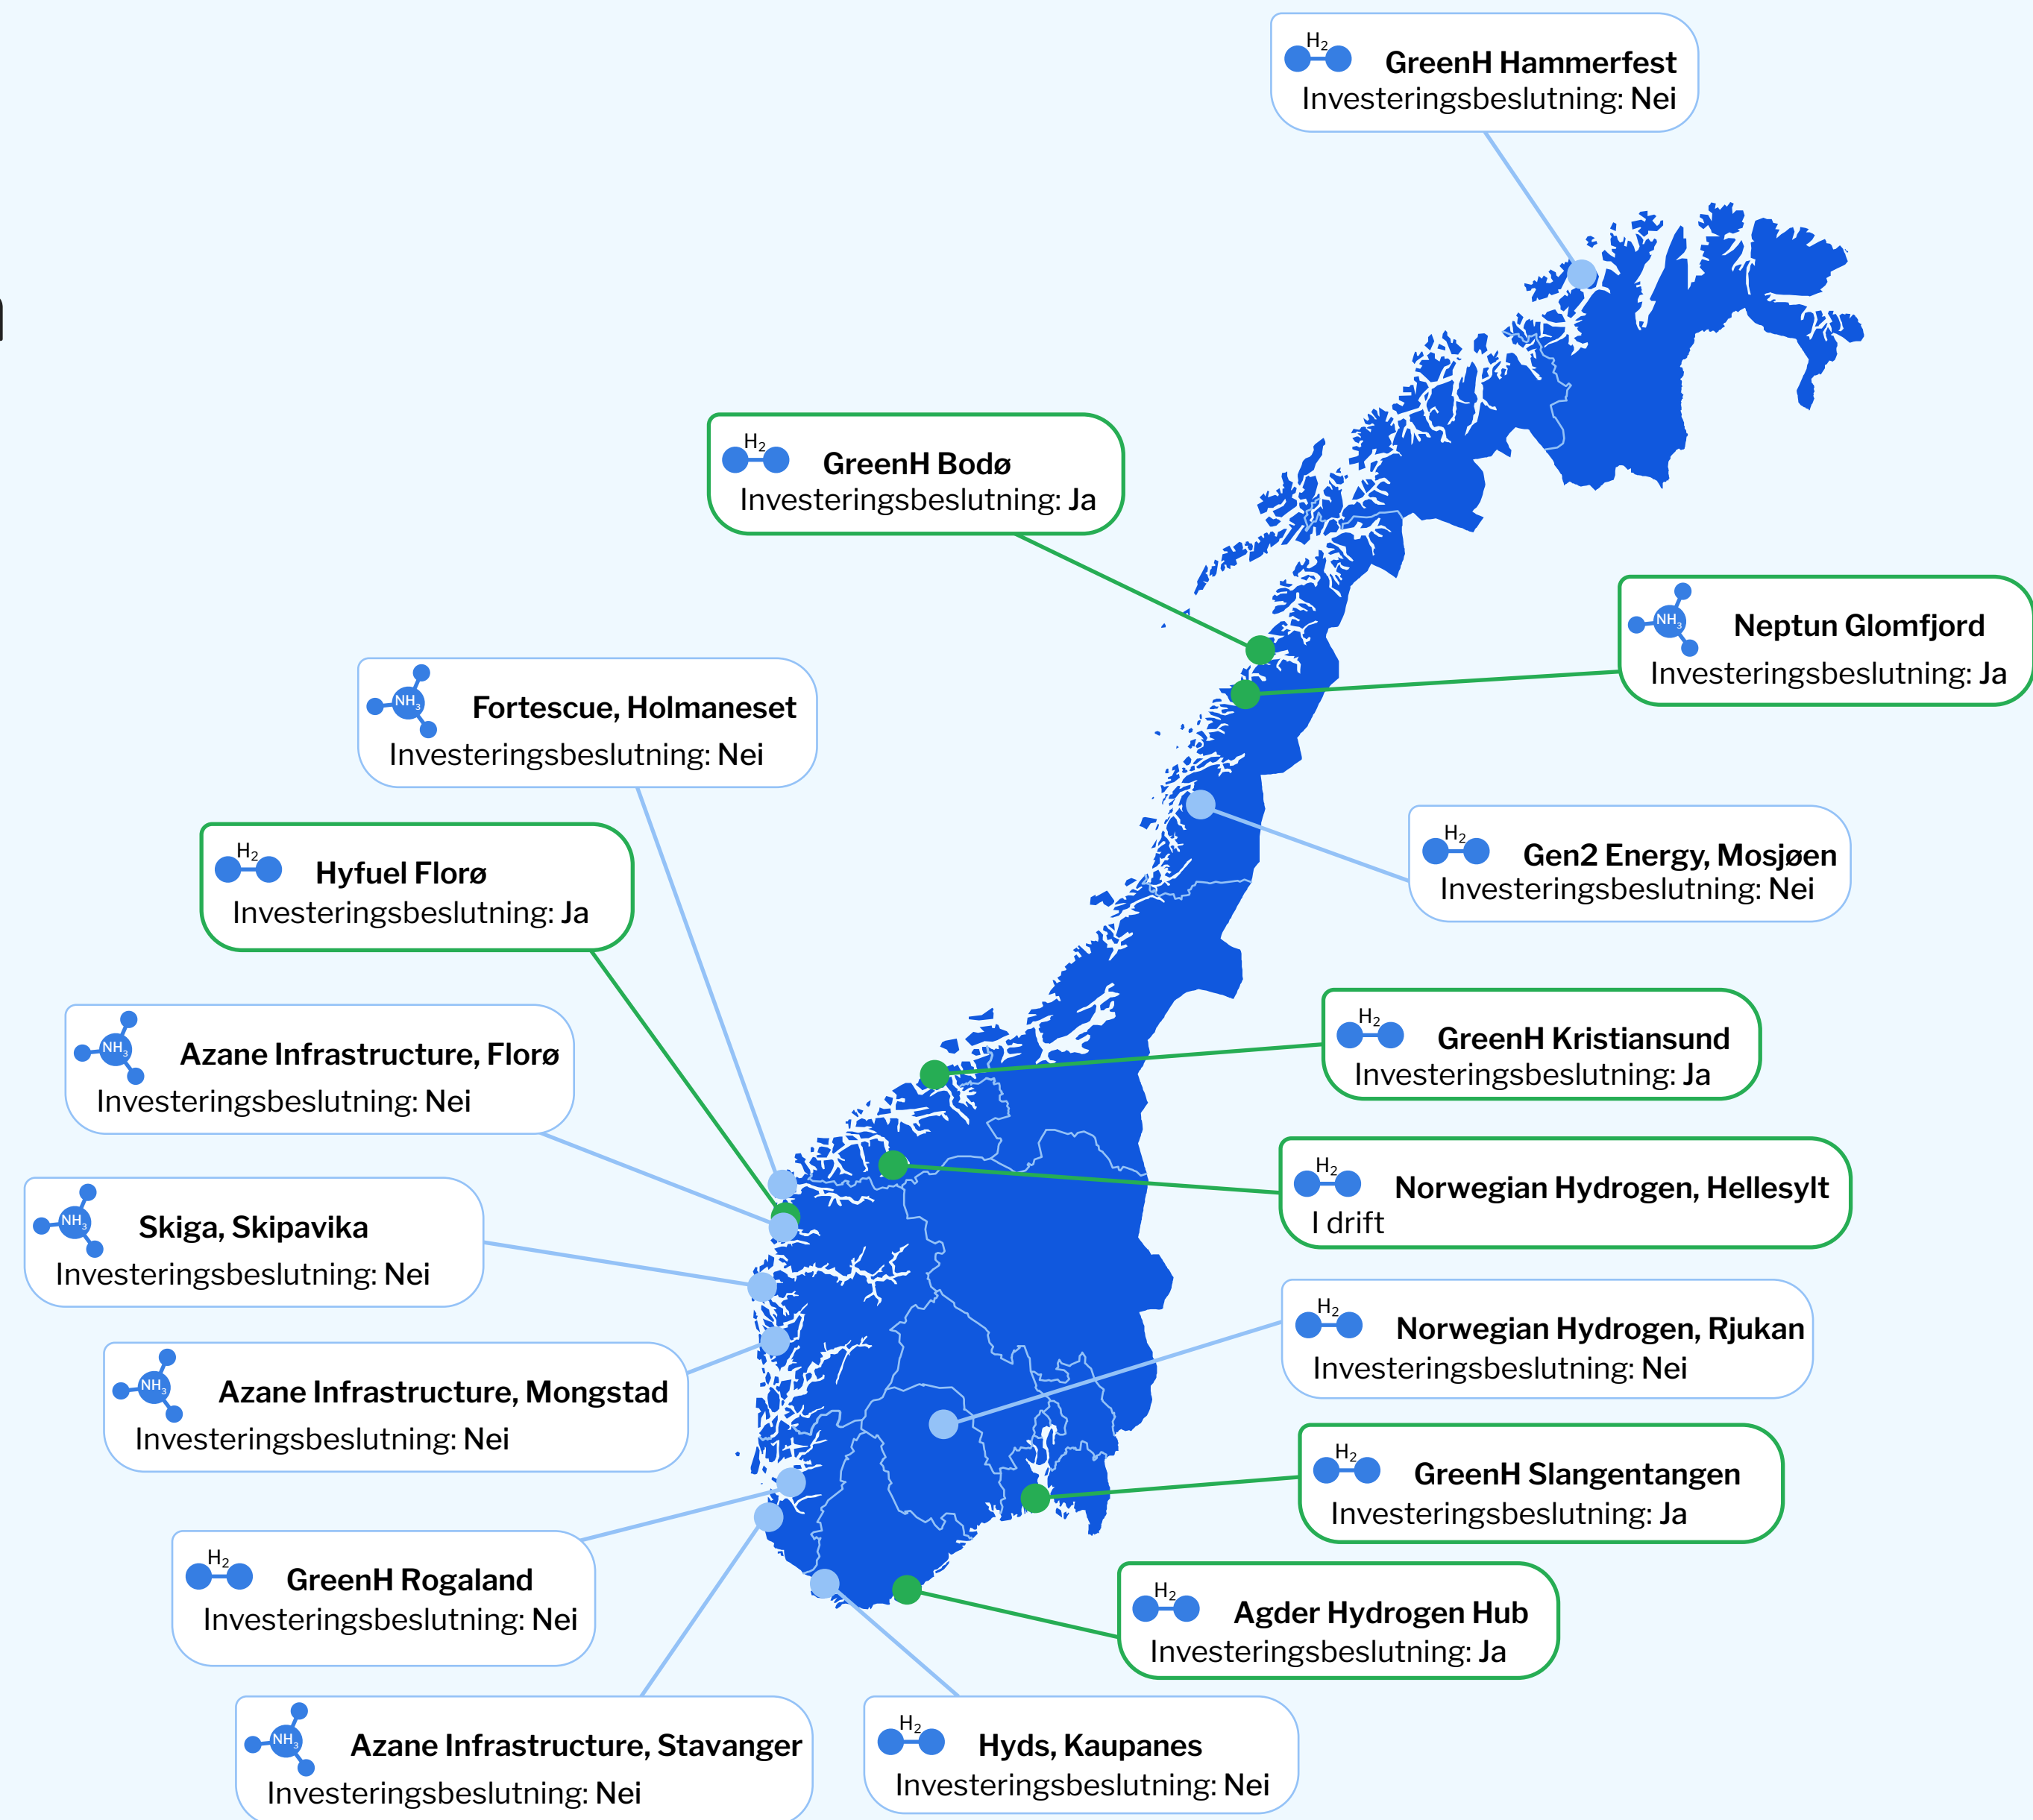 H₂
GreenH Hammerfest
Investeringsbeslutning: Nei
H₂
GreenH Bodø
Investeringsbeslutning: Ja
NH₃
Neptun Glomfjord
Investeringsbeslutning: Ja
NH₃
Fortescue, Holmaneset
Investeringsbeslutning: Nei
H₂
Gen2 Energy, Mosjøen
Investeringsbeslutning: Nei
H₂
Hyfuel Florø
Investeringsbeslutning: Ja
H₂
GreenH Kristiansund
Investeringsbeslutning: Ja
NH₃
Azane Infrastructure, Florø
Investeringsbeslutning: Nei
H₂
Norwegian Hydrogen, Hellesylt
I drift
NH₃
Skiga, Skipavika
Investeringsbeslutning: Nei
H₂
Norwegian Hydrogen, Rjukan
Investeringsbeslutning: Nei
NH₃
Azane Infrastructure, Mongstad
Investeringsbeslutning: Nei
H₂
GreenH Slangentangen
Investeringsbeslutning: Ja
H₂
GreenH Rogaland
Investeringsbeslutning: Nei
H₂
Agder Hydrogen Hub
Investeringsbeslutning: Ja
NH₃
Azane Infrastructure, Stavanger
Investeringsbeslutning: Nei
H₂
Hyds, Kaupanes
Investeringsbeslutning: Nei